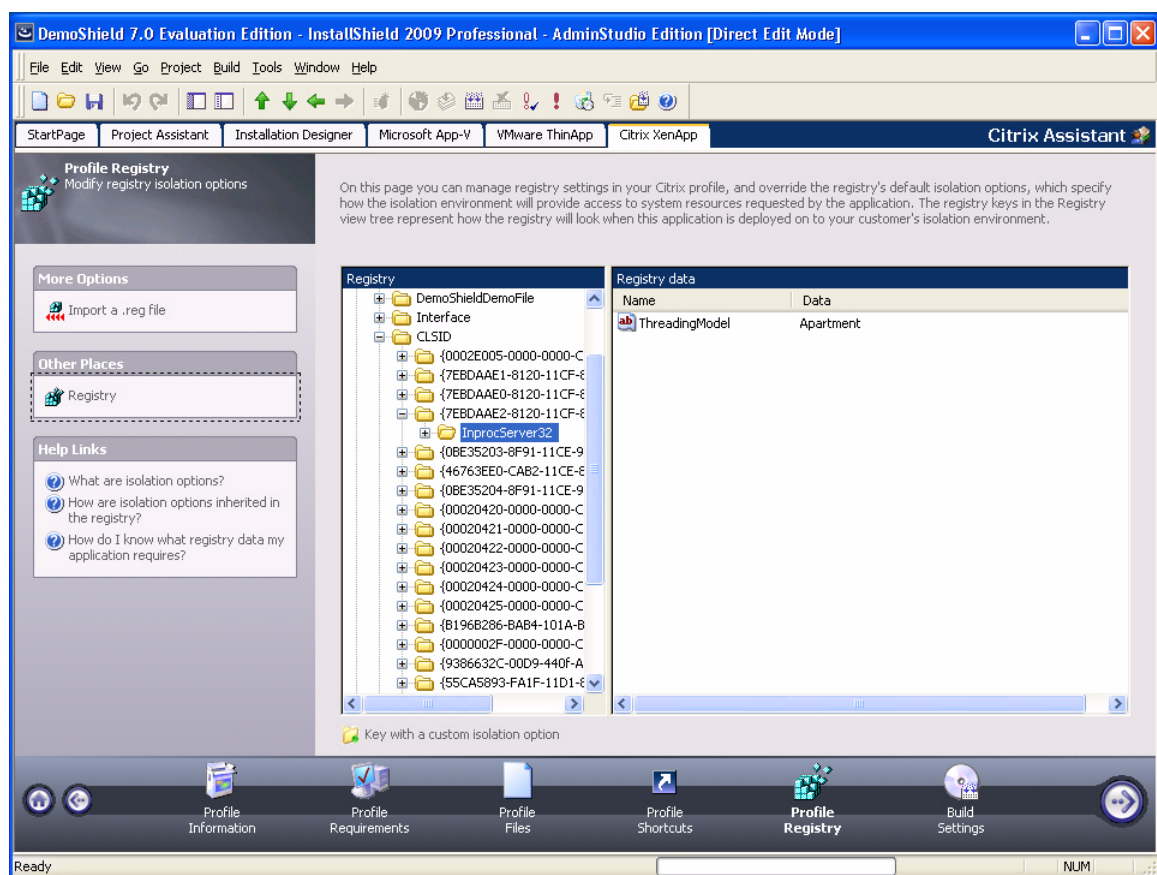 DemoShield 7.0 Evaluation Edition - InstallShield 2009 Professional - AdminStudio Edition [Direct Edit Mode]
File Edit View Go Project Build Tools Window Help
StartPage Project Assistant Installation Designer Microsoft App-V VMware ThinApp Citrix XenApp Citrix Assistant
Profile Registry
Modify registry isolation options
On this page you can manage registry settings in your Citrix profile, and override the registry's default isolation options, which specify
how the isolation environment will provide access to system resources requested by the application. The registry keys in the Registry
view tree represent how the registry will look when this application is deployed on to your customer's isolation environment.
More Options
Import a .reg file
Other Places
Registry
Help Links
What are isolation options?
How are isolation options inherited in
the registry?
How do I know what registry data my
application requires?
Registry
DemoShieldDemoFile
Interface
CLSID
{0002E005-0000-0000-C
{7EBDAAE1-8120-11CF-8
{7EBDAAE0-8120-11CF-8
{7EBDAAE2-8120-11CF-8
InprocServer32
{0BE35203-8F91-11CE-9
{46763EE0-CAB2-11CE-8
{0BE35204-8F91-11CE-9
{00020420-0000-0000-C
{00020421-0000-0000-C
{00020422-0000-0000-C
{00020423-0000-0000-C
{00020424-0000-0000-C
{00020425-0000-0000-C
{B196B286-BAB4-101A-B
{0000002F-0000-0000-C
{9386632C-00D9-440f-A
{55CA5893-FA1F-11D1-8
Registry data
Name Data
ThreadingModel Apartment
Key with a custom isolation option
Profile
Information
Profile
Requirements
Profile
Files
Profile
Shortcuts
Profile
Registry
Build
Settings
Ready NUM